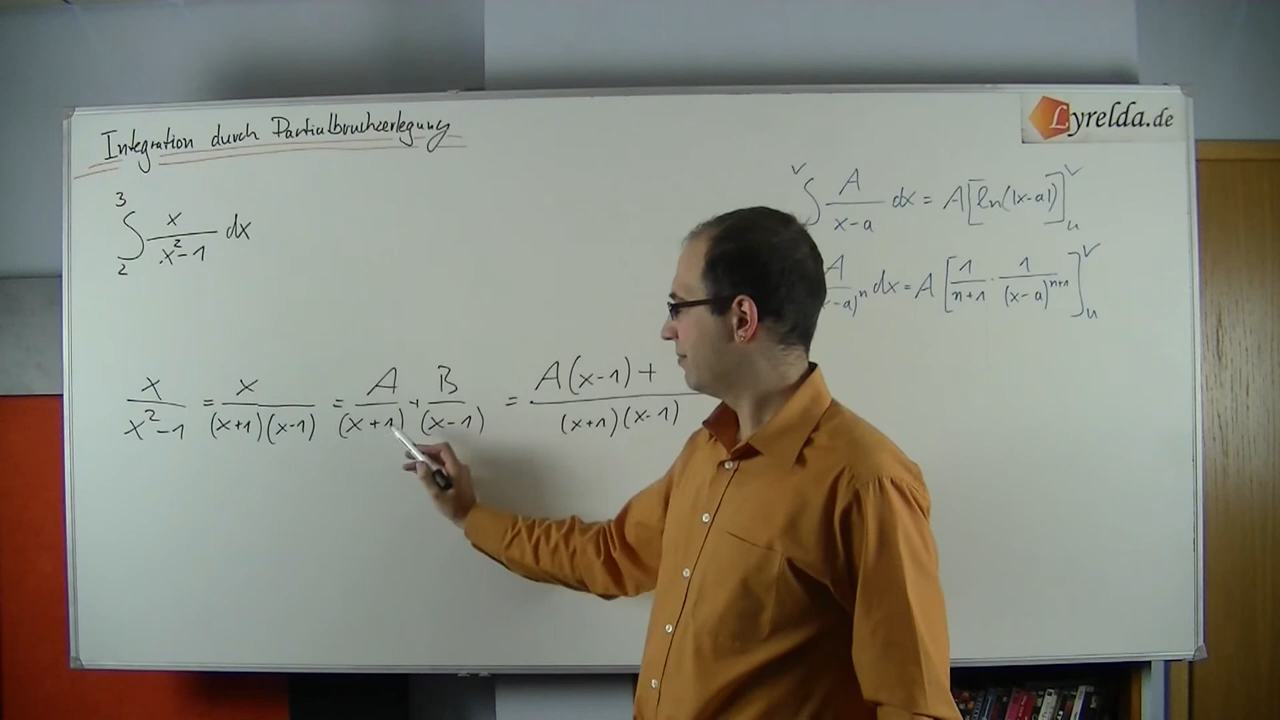 Integration durch Partialbruchzerlegung
Lyrelda.de
∫₂³ x/(x²-1) dx
∫ᵛ A/(x-a) dx = A[ln(|x-a|)]ᵤᵛ
A/(x-a)ⁿ dx = A[1/(n+1) · 1/(x-a)ⁿ⁺¹]ᵤᵛ
x/(x²-1) = x/((x+1)(x-1)) = A/(x+1) + B/(x-1) = (A(x-1)+)/((x+1)(x-1))